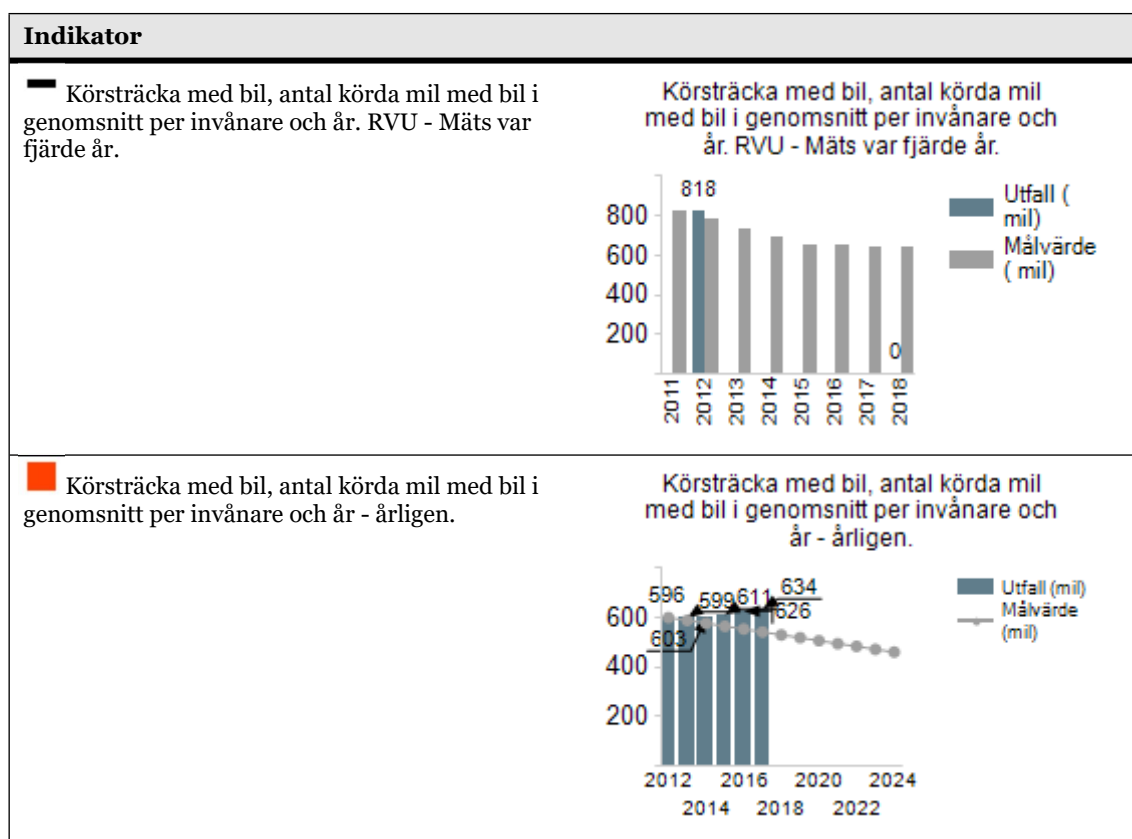 Indikator
Körsträcka med bil, antal körda mil med bil i
genomsnitt per invånare och år. RVU - Mäts var
fjärde år.
Körsträcka med bil, antal körda mil
med bil i genomsnitt per invånare och
år. RVU - Mäts var fjärde år.
818
800
600
400
200
0
2011
2012
2013
2014
2015
2016
2017
2018
Utfall (
mil)
Målvärde
( mil)
Körsträcka med bil, antal körda mil med bil i
genomsnitt per invånare och år - årligen.
Körsträcka med bil, antal körda mil
med bil i genomsnitt per invånare och
år - årligen.
596
599
611
634
626
603
600
400
200
2012 2016 2020 2024
2014 2018 2022
Utfall (mil)
Målvärde
(mil)